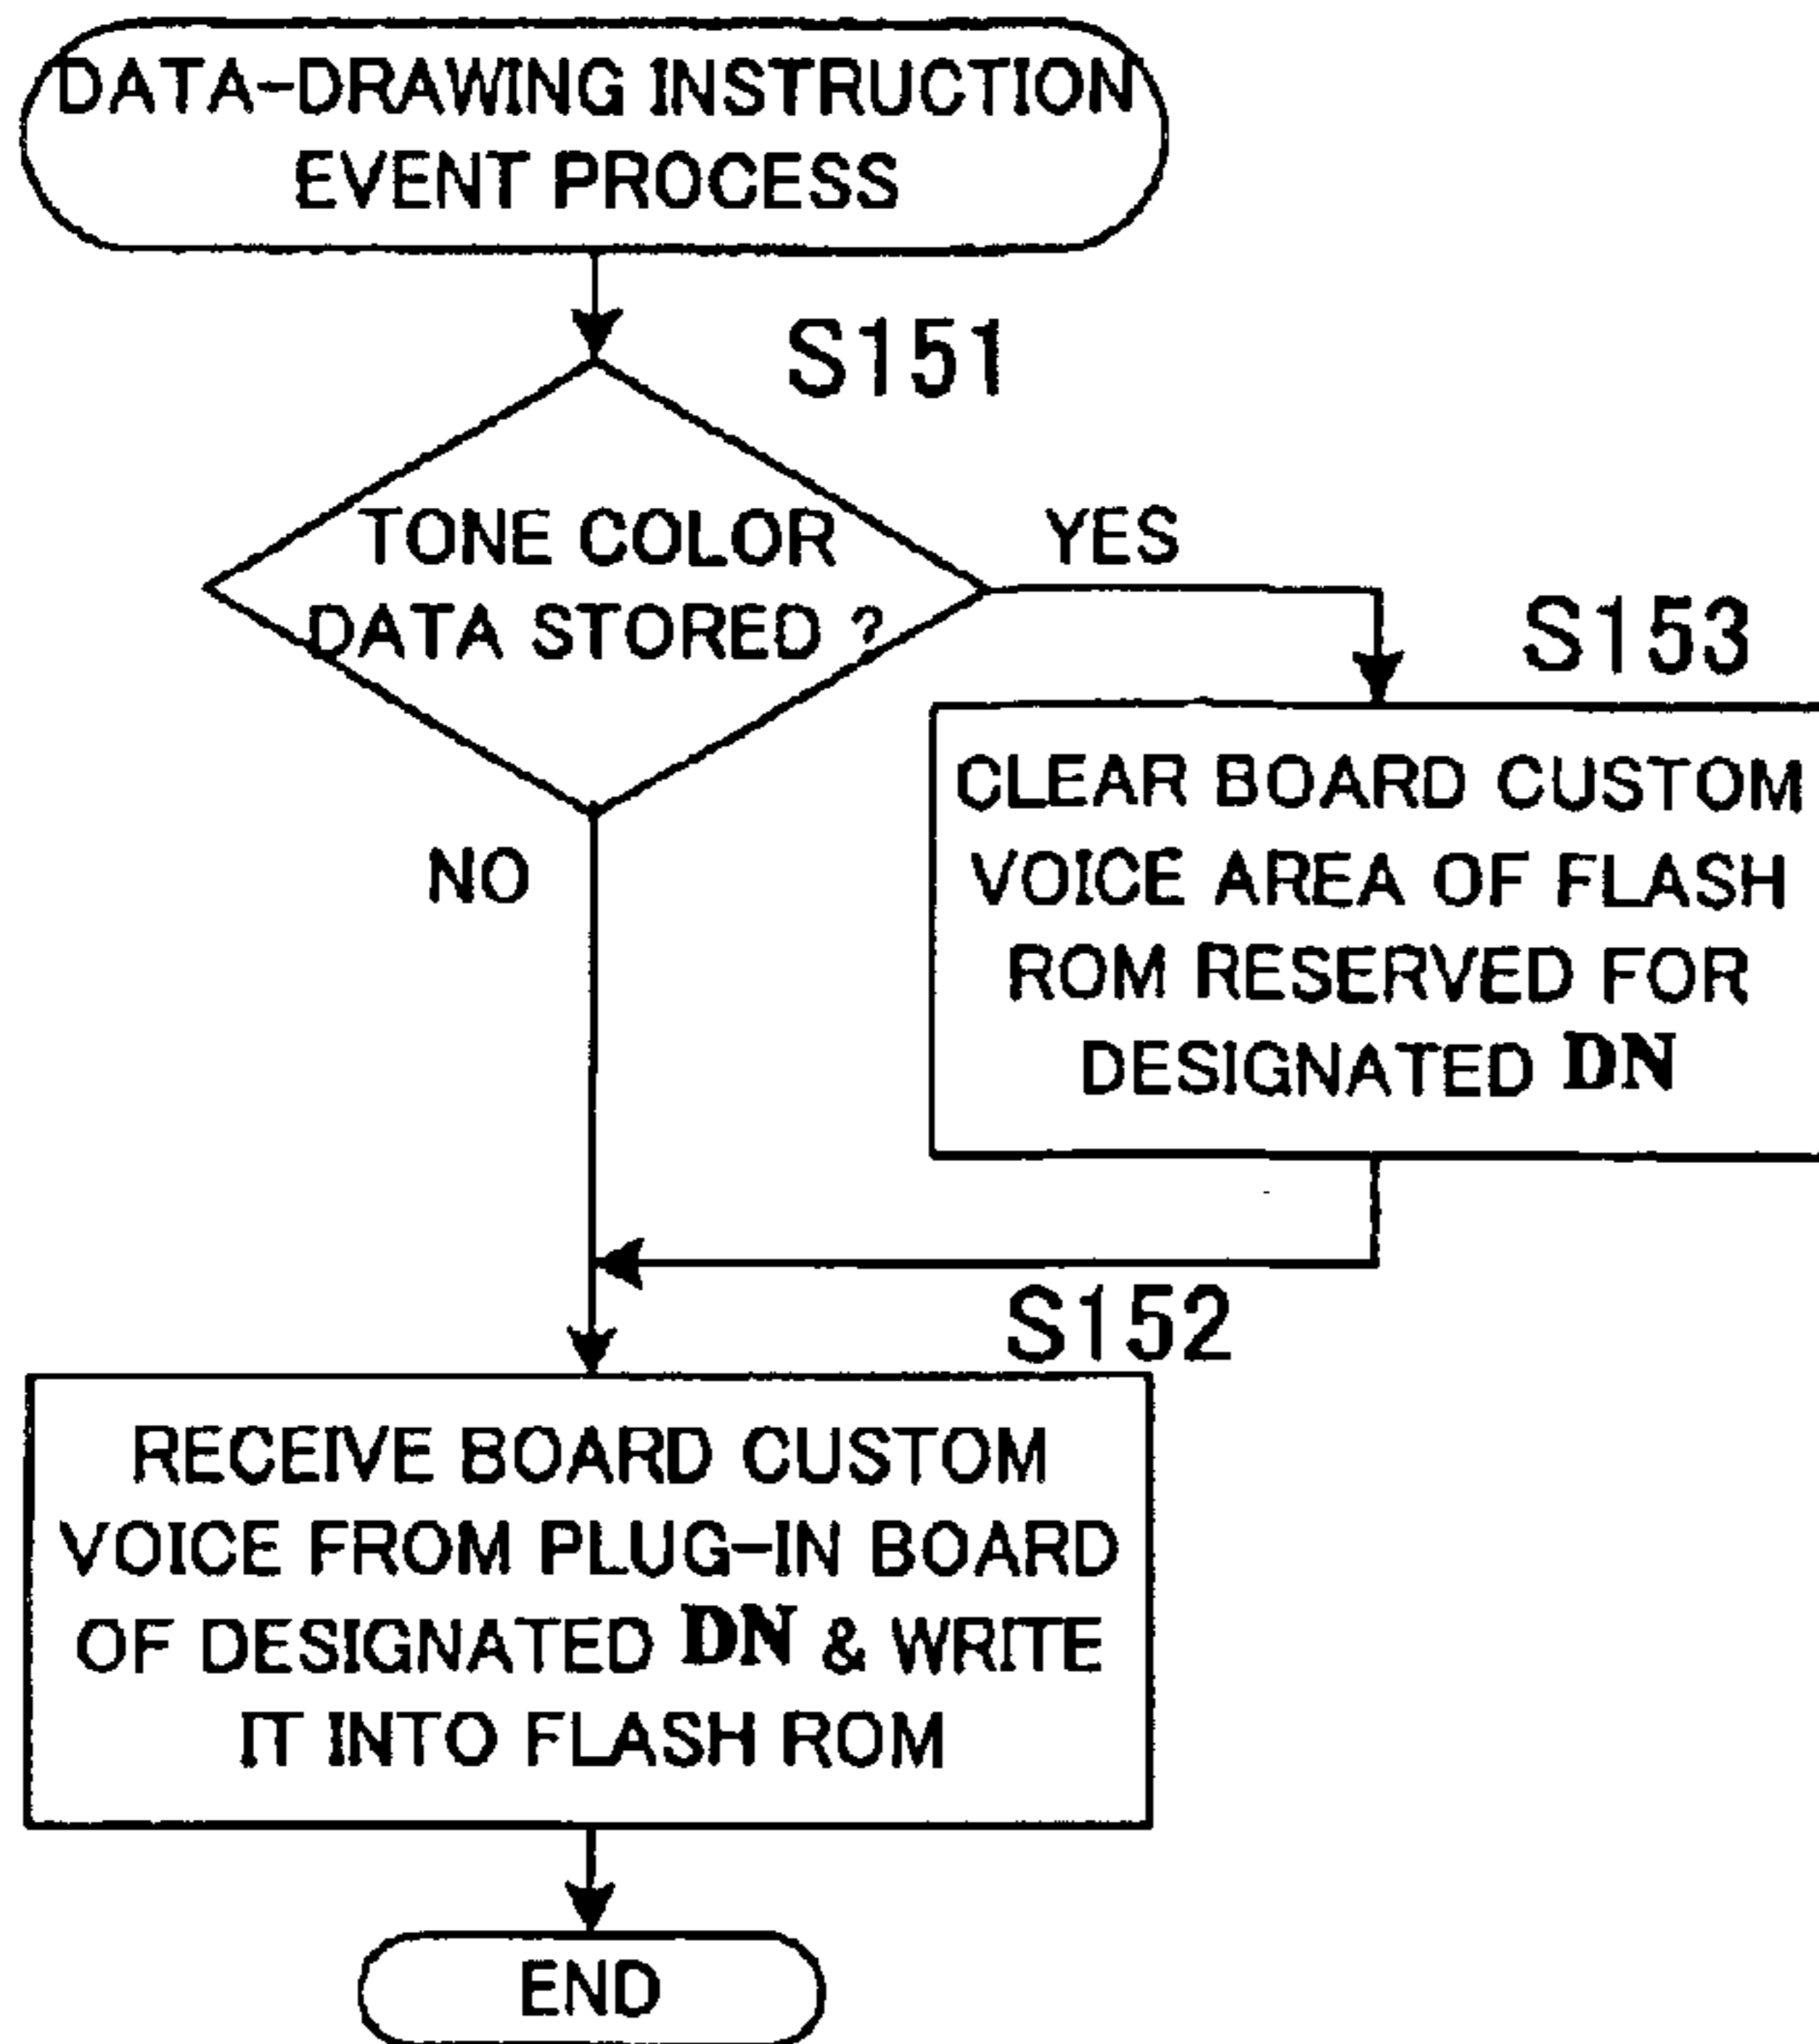 DATA-DRAWING INSTRUCTION
EVENT PROCESS
S151
TONE COLOR
DATA STORED ?
YES
NO
S153
CLEAR BOARD CUSTOM
VOICE AREA OF FLASH
ROM RESERVED FOR
DESIGNATED DN
S152
RECEIVE BOARD CUSTOM
VOICE FROM PLUG-IN BOARD
OF DESIGNATED DN & WRITE
IT INTO FLASH ROM
END